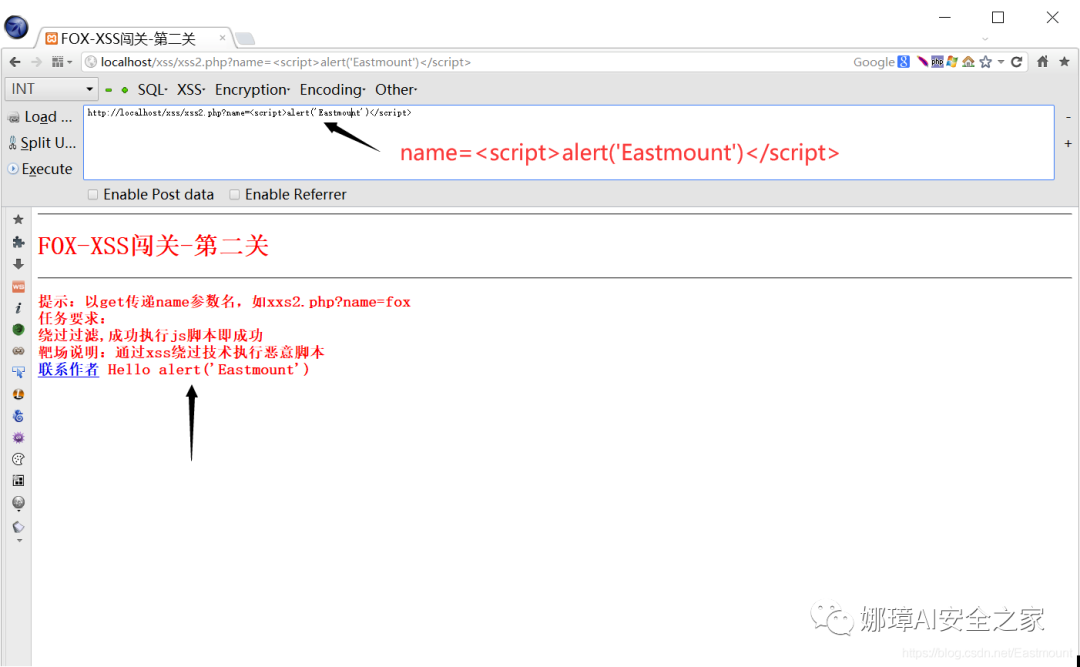 FOX-XSS闯关-第二关 ×
localhost/xss/xss2.php?name=<script>alert('Eastmount')</script>
Google
INT SQL· XSS· Encryption· Encoding· Other·
Load ...
http://localhost/xss/xss2.php?name=<script>alert('Eastmount')</script>
Split U...
name=<script>alert('Eastmount')</script>
Execute
Enable Post data Enable Referrer
FOX-XSS闯关-第二关
提示：以get传递name参数名，如xxs2.php?name=fox
任务要求：
绕过过滤,成功执行js脚本即成功
靶场说明：通过xss绕过技术执行恶意脚本
联系作者 Hello alert('Eastmount')
娜璋AI安全之家
https://blog.csdn.net/Eastmount